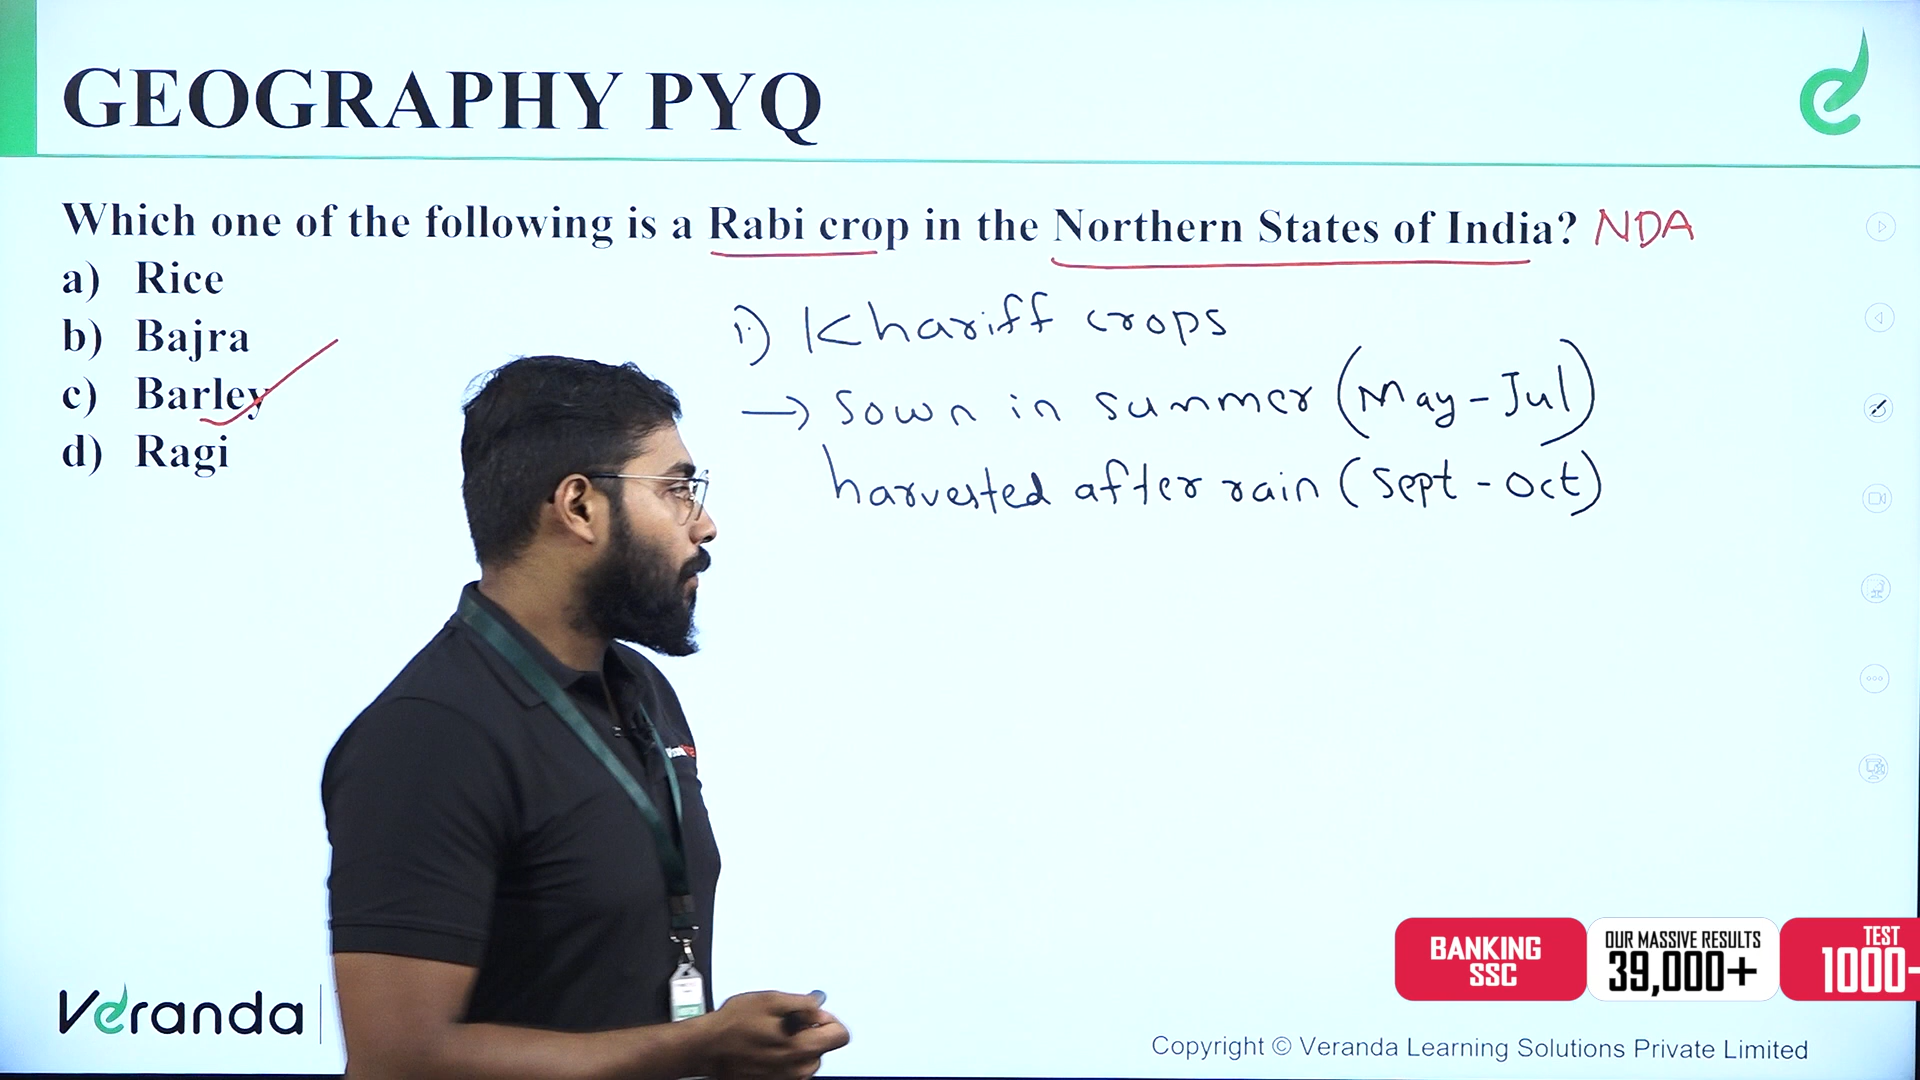 GEOGRAPHY PYQ
Which one of the following is a Rabi crop in the Northern States of India? NDA
a) Rice
b) Bajra
c) Barley
d) Ragi
1.) Khariff crops
→ Sown in summer (May - Jul)
harvested after rain (Sept - Oct)
BANKING
SSC
OUR MASSIVE RESULTS
39,000+
TEST
1000
Veranda
Copyright © Veranda Learning Solutions Private Limited